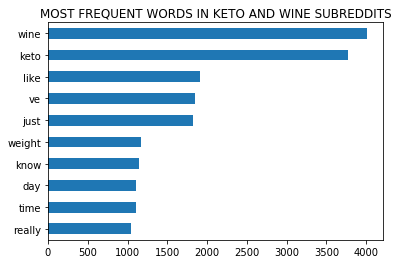 MOST FREQUENT WORDS IN KETO AND WINE SUBREDDITS
wine
keto
like
ve
just
weight
know
day
time
really
0 500 1000 1500 2000 2500 3000 3500 4000